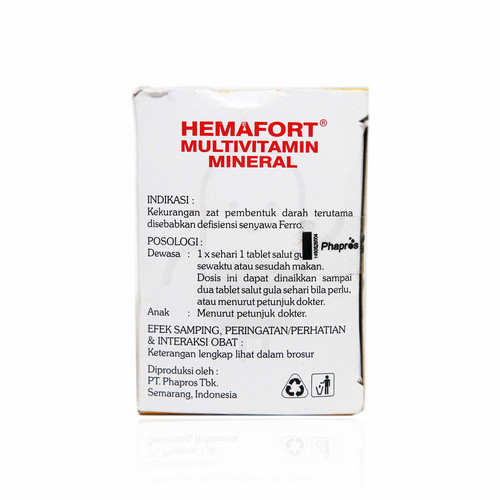 HEMAFORT®
MULTIVITAMIN
MINERAL
INDIKASI :
Kekurangan zat pembentuk darah terutama
disebabkan defisiensi senyawa Ferro.
POSOLOGI :
Dewasa : 1 x sehari 1 tablet salut
sewaktu atau sesudah makan.
Dosis ini dapat dinaikkan sampai
dua tablet salut gula sehari bila perlu,
atau menurut petunjuk dokter.
Anak : Menurut petunjuk dokter.
Phapros
EFEK SAMPING, PERINGATAN/PERHATIAN
& INTERAKSI OBAT :
Keterangan lengkap lihat dalam brosur
Diproduksi oleh :
PT. Phapros Tbk.
Semarang, Indonesia